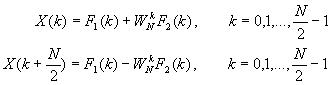 X(k) = F₁(k) + W_N^k F₂(k), k = 0,1,..., N/2 − 1
X(k + N/2) = F₁(k) − W_N^k F₂(k), k = 0,1,..., N/2 − 1